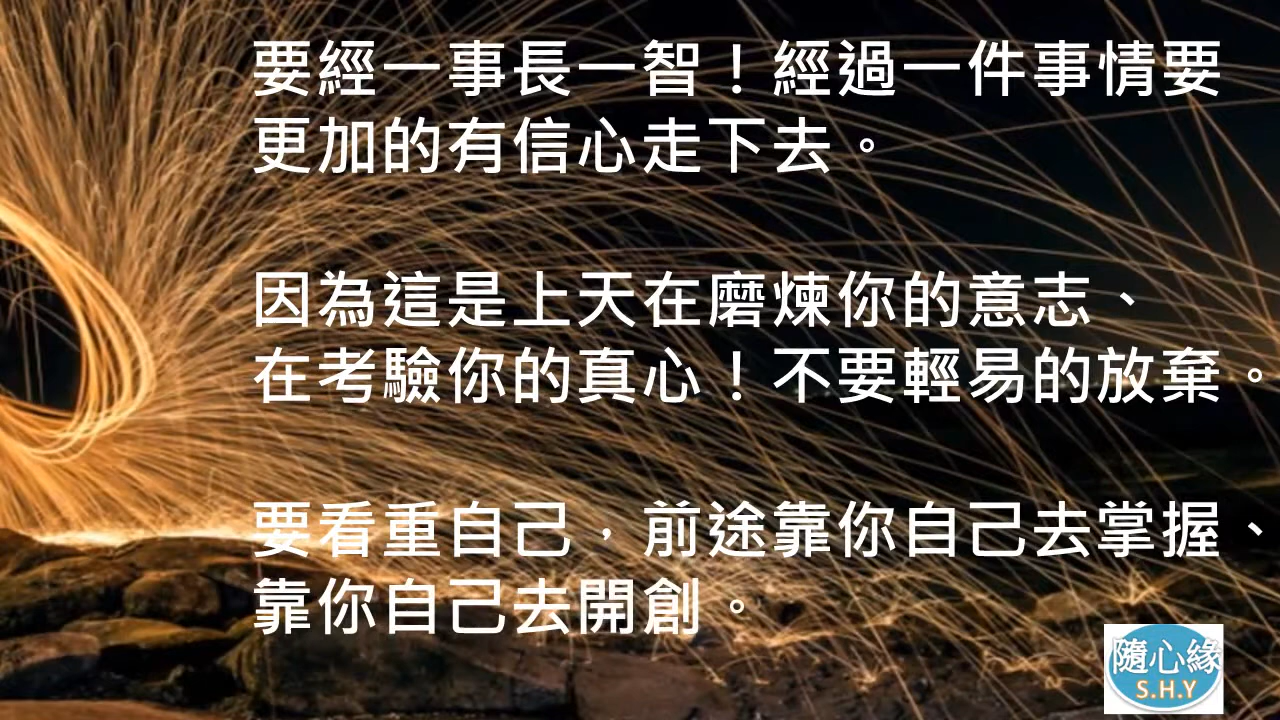 要經一事長一智！經過一件事情要
更加的有信心走下去。
因為這是上天在磨煉你的意志、
在考驗你的真心！不要輕易的放棄。
要看重自己，前途靠你自己去掌握、
靠你自己去開創。
隨心緣
S.H.Y